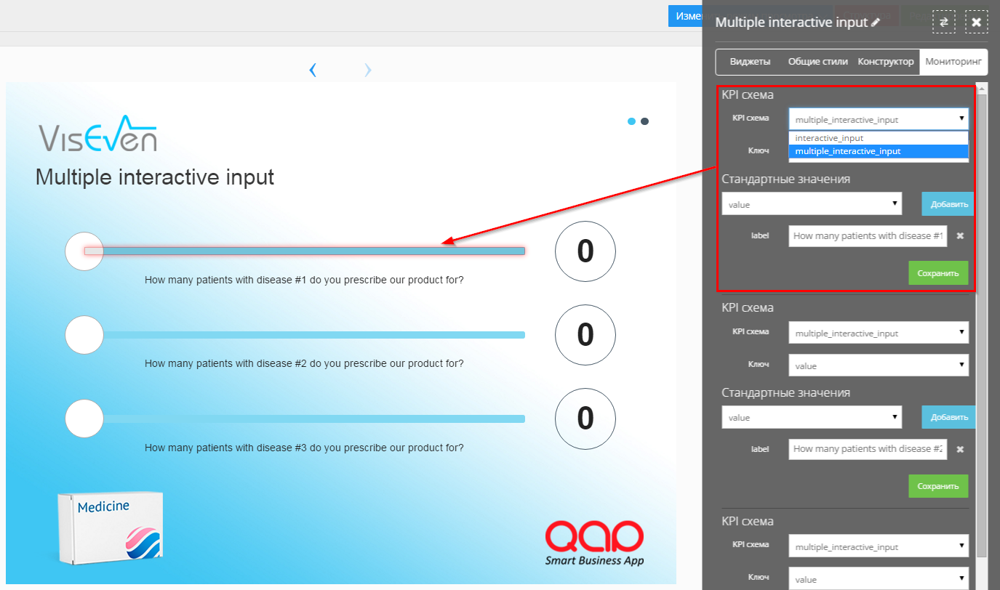 Измен
Multiple interactive input
Виджеты Общие стили Конструктор Мониторинг
VisEven
Multiple interactive input
0
How many patients with disease #1 do you prescribe our product for?
0
How many patients with disease #2 do you prescribe our product for?
0
How many patients with disease #3 do you prescribe our product for?
Medicine
QAP
Smart Business App
KPI схема
KPI схема multiple_interactive_input
interactive_input
Ключ multiple_interactive_input
Стандартные значения
value Добавить
label How many patients with disease #1
Сохранить
KPI схема
KPI схема multiple_interactive_input
Ключ value
Стандартные значения
value Добавить
label How many patients with disease #2
Сохранить
KPI схема
KPI схема multiple_interactive_input
Ключ value